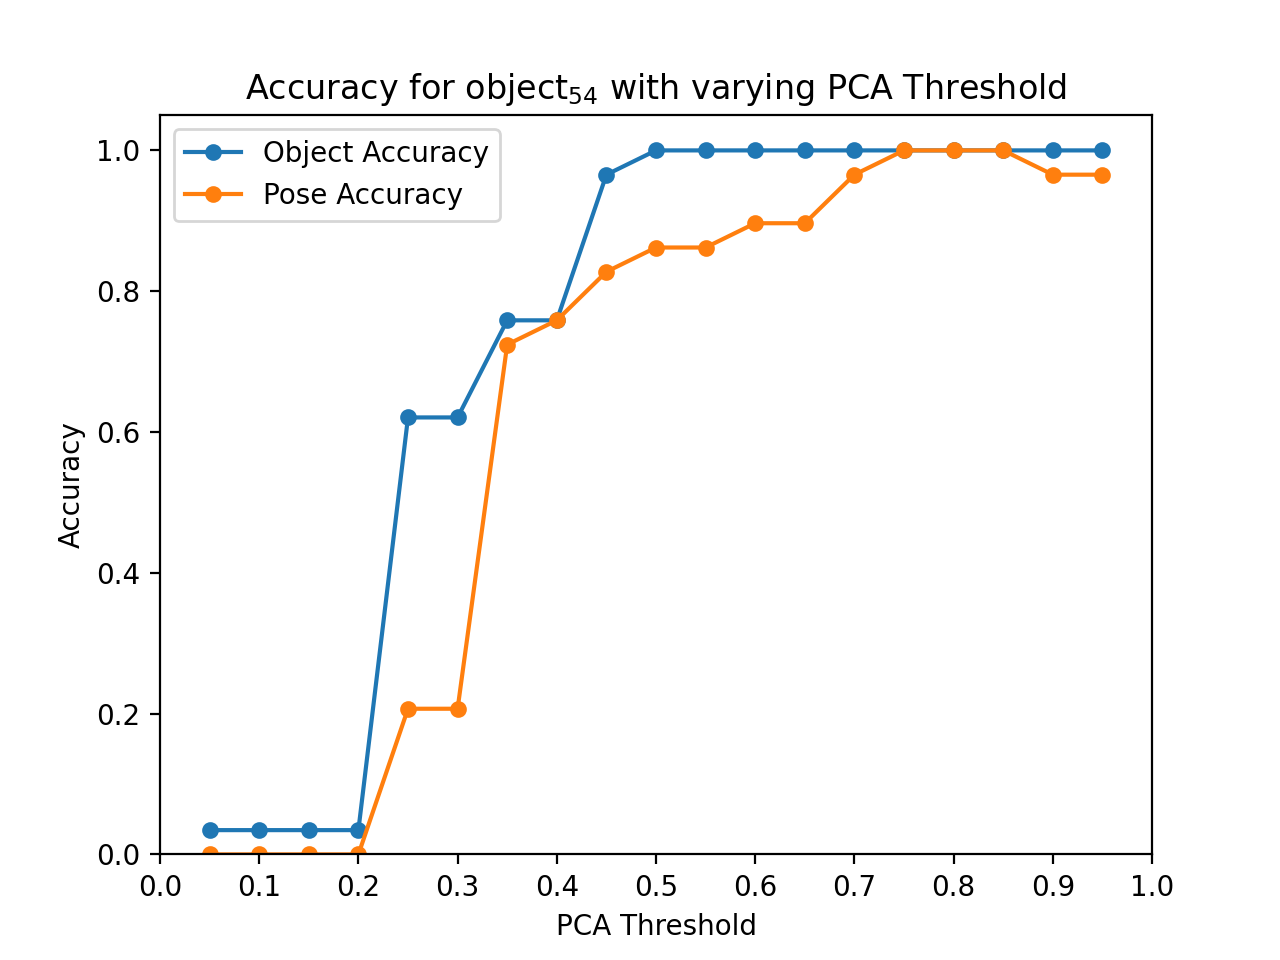 Accuracy for object₅₄ with varying PCA Threshold
Object Accuracy
Pose Accuracy
1.0
0.8
0.6
0.4
0.2
0.0
Accuracy
0.0 0.1 0.2 0.3 0.4 0.5 0.6 0.7 0.8 0.9 1.0
PCA Threshold